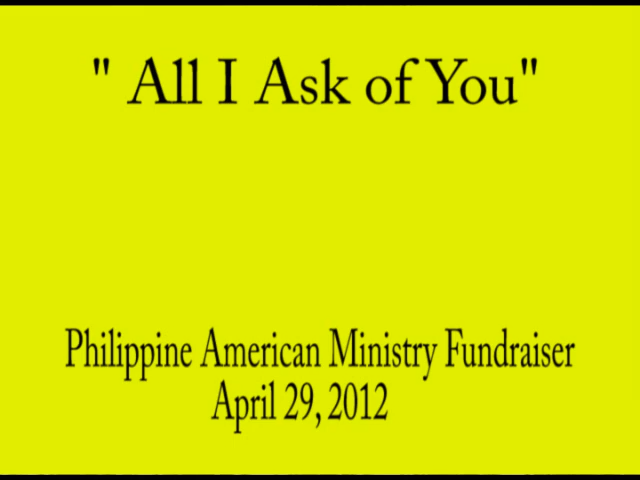 " All I Ask of You"
Philippine American Ministry Fundraiser
April 29, 2012